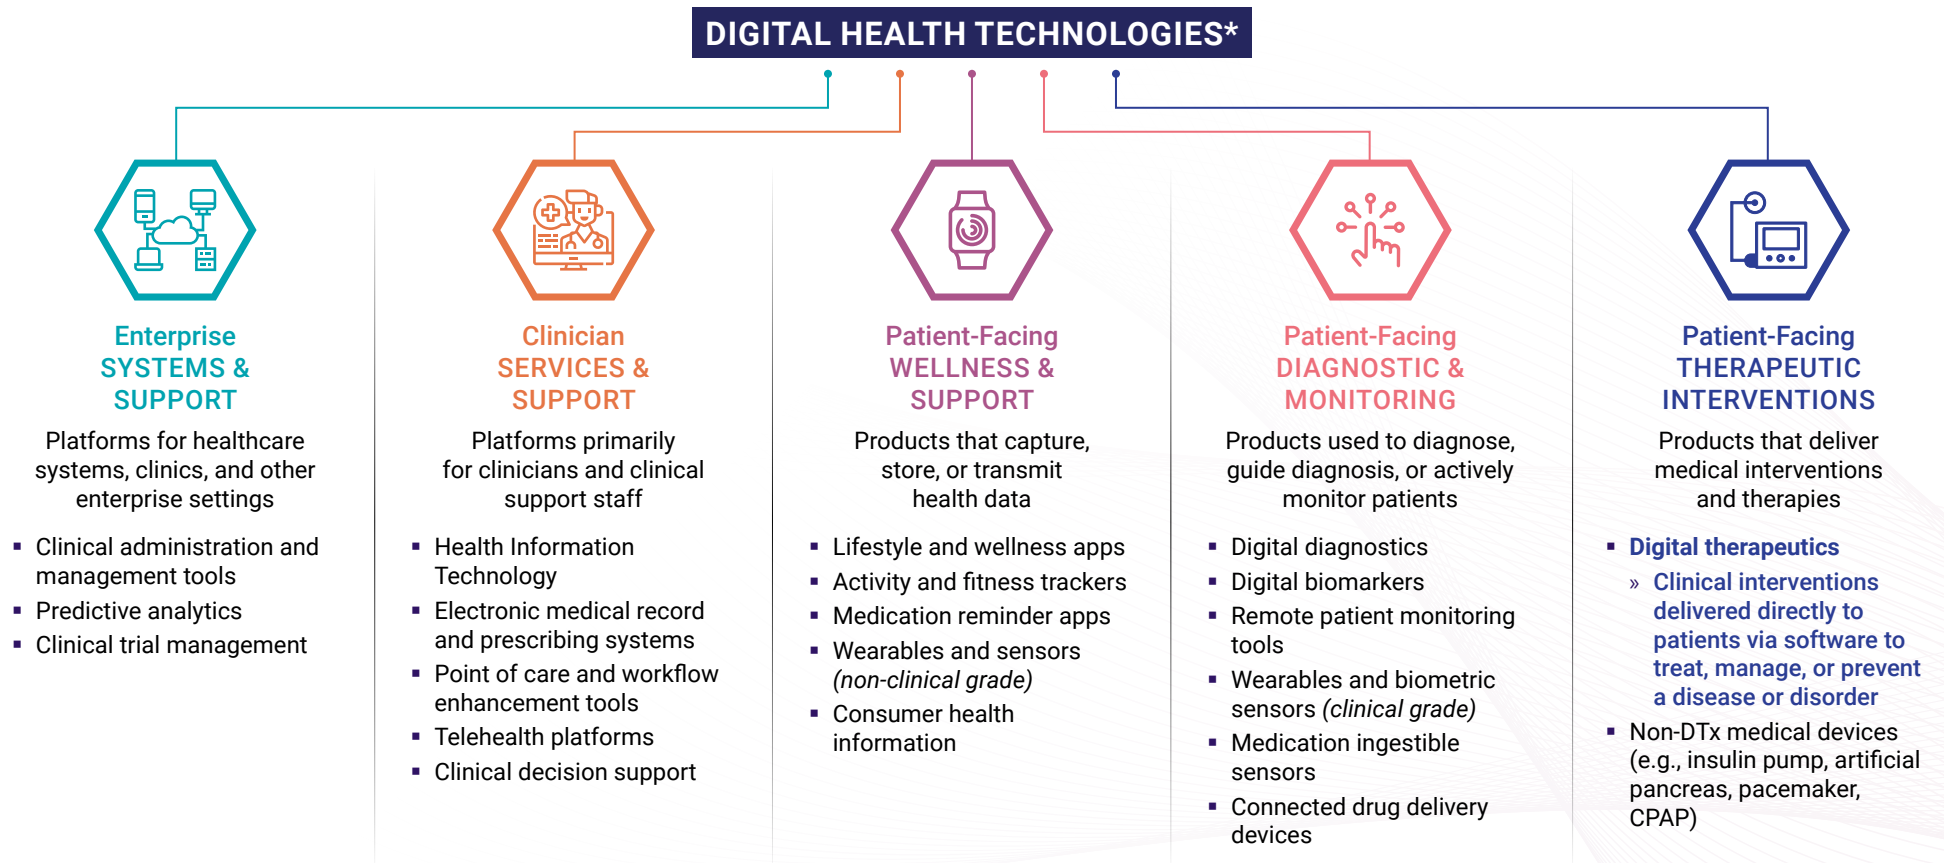 DIGITAL HEALTH TECHNOLOGIES*
Enterprise
SYSTEMS &
SUPPORT
Platforms for healthcare
systems, clinics, and other
enterprise settings
▪ Clinical administration and
management tools
▪ Predictive analytics
▪ Clinical trial management
Clinician
SERVICES &
SUPPORT
Platforms primarily
for clinicians and clinical
support staff
▪ Health Information
Technology
▪ Electronic medical record
and prescribing systems
▪ Point of care and workflow
enhancement tools
▪ Telehealth platforms
▪ Clinical decision support
Patient-Facing
WELLNESS &
SUPPORT
Products that capture,
store, or transmit
health data
▪ Lifestyle and wellness apps
▪ Activity and fitness trackers
▪ Medication reminder apps
▪ Wearables and sensors
(non-clinical grade)
▪ Consumer health
information
Patient-Facing
DIAGNOSTIC &
MONITORING
Products used to diagnose,
guide diagnosis, or actively
monitor patients
▪ Digital diagnostics
▪ Digital biomarkers
▪ Remote patient monitoring
tools
▪ Wearables and biometric
sensors (clinical grade)
▪ Medication ingestible
sensors
▪ Connected drug delivery
devices
Patient-Facing
THERAPEUTIC
INTERVENTIONS
Products that deliver
medical interventions
and therapies
▪ Digital therapeutics
» Clinical interventions
delivered directly to
patients via software to
treat, manage, or prevent
a disease or disorder
▪ Non-DTx medical devices
(e.g., insulin pump, artificial
pancreas, pacemaker,
CPAP)